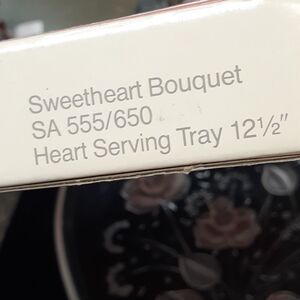 Sweetheart Bouquet
SA 555/650
Heart Serving Tray 12½"